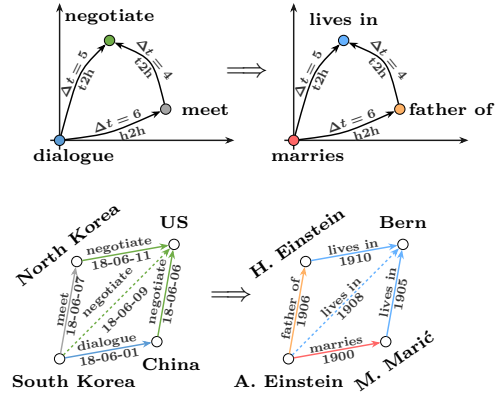 negotiate
Δt = 5
t2h
Δt = 4
t2h
meet
Δt = 6
h2h
dialogue
⟹
lives in
Δt = 5
t2h
Δt = 4
t2h
father of
Δt = 6
h2h
marries
North Korea
US
negotiate
18-06-11
meet
18-06-07
negotiate
18-06-09
negotiate
18-06-06
dialogue
18-06-01
China
South Korea
⟹
H. Einstein
Bern
lives in
1910
father of
1906
lives in
1908
lives in
1905
marries
1900
A. Einstein
M. Marić